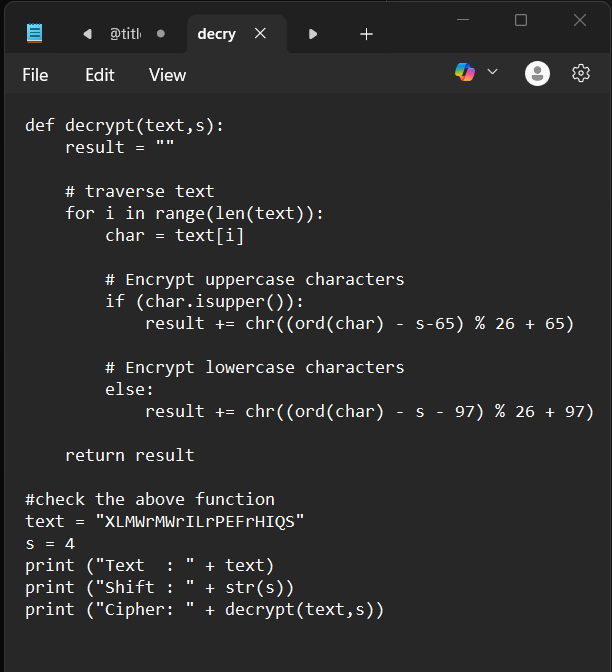 @titl
decry
File Edit View
def decrypt(text,s):
    result = ""

    # traverse text
    for i in range(len(text)):
        char = text[i]

        # Encrypt uppercase characters
        if (char.isupper()):
            result += chr((ord(char) - s-65) % 26 + 65)

        # Encrypt lowercase characters
        else:
            result += chr((ord(char) - s - 97) % 26 + 97)

    return result

#check the above function
text = "XLMWrMWrILrPEFrHIQS"
s = 4
print ("Text  : " + text)
print ("Shift : " + str(s))
print ("Cipher: " + decrypt(text,s))